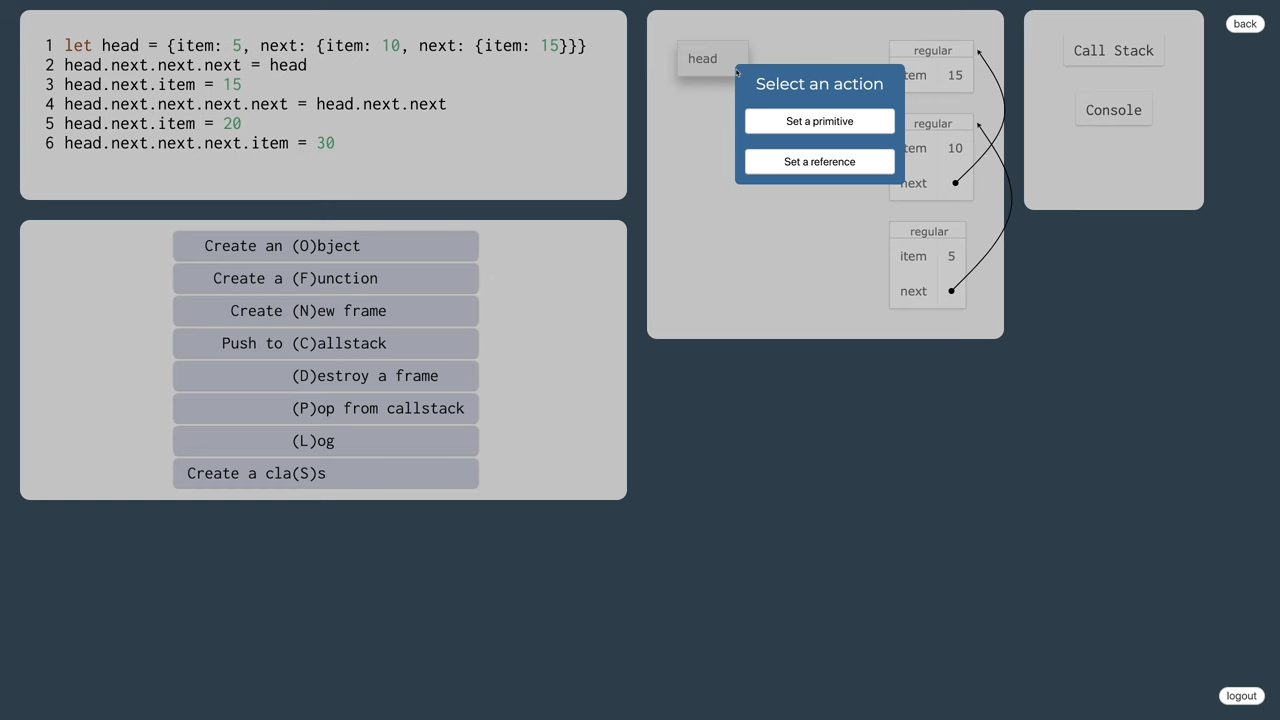 1 let head = {item: 5, next: {item: 10, next: {item: 15}}}
2 head.next.next.next = head
3 head.next.item = 15
4 head.next.next.next.next = head.next.next
5 head.next.item = 20
6 head.next.next.next.item = 30
Create an (O)bject
Create a (F)unction
Create (N)ew frame
Push to (C)allstack
(D)estroy a frame
(P)op from callstack
(L)og
Create a cla(S)s
head
Select an action
Set a primitive
Set a reference
regular
tem 15
regular
tem 10
next
regular
item 5
next
Call Stack
Console
back
logout